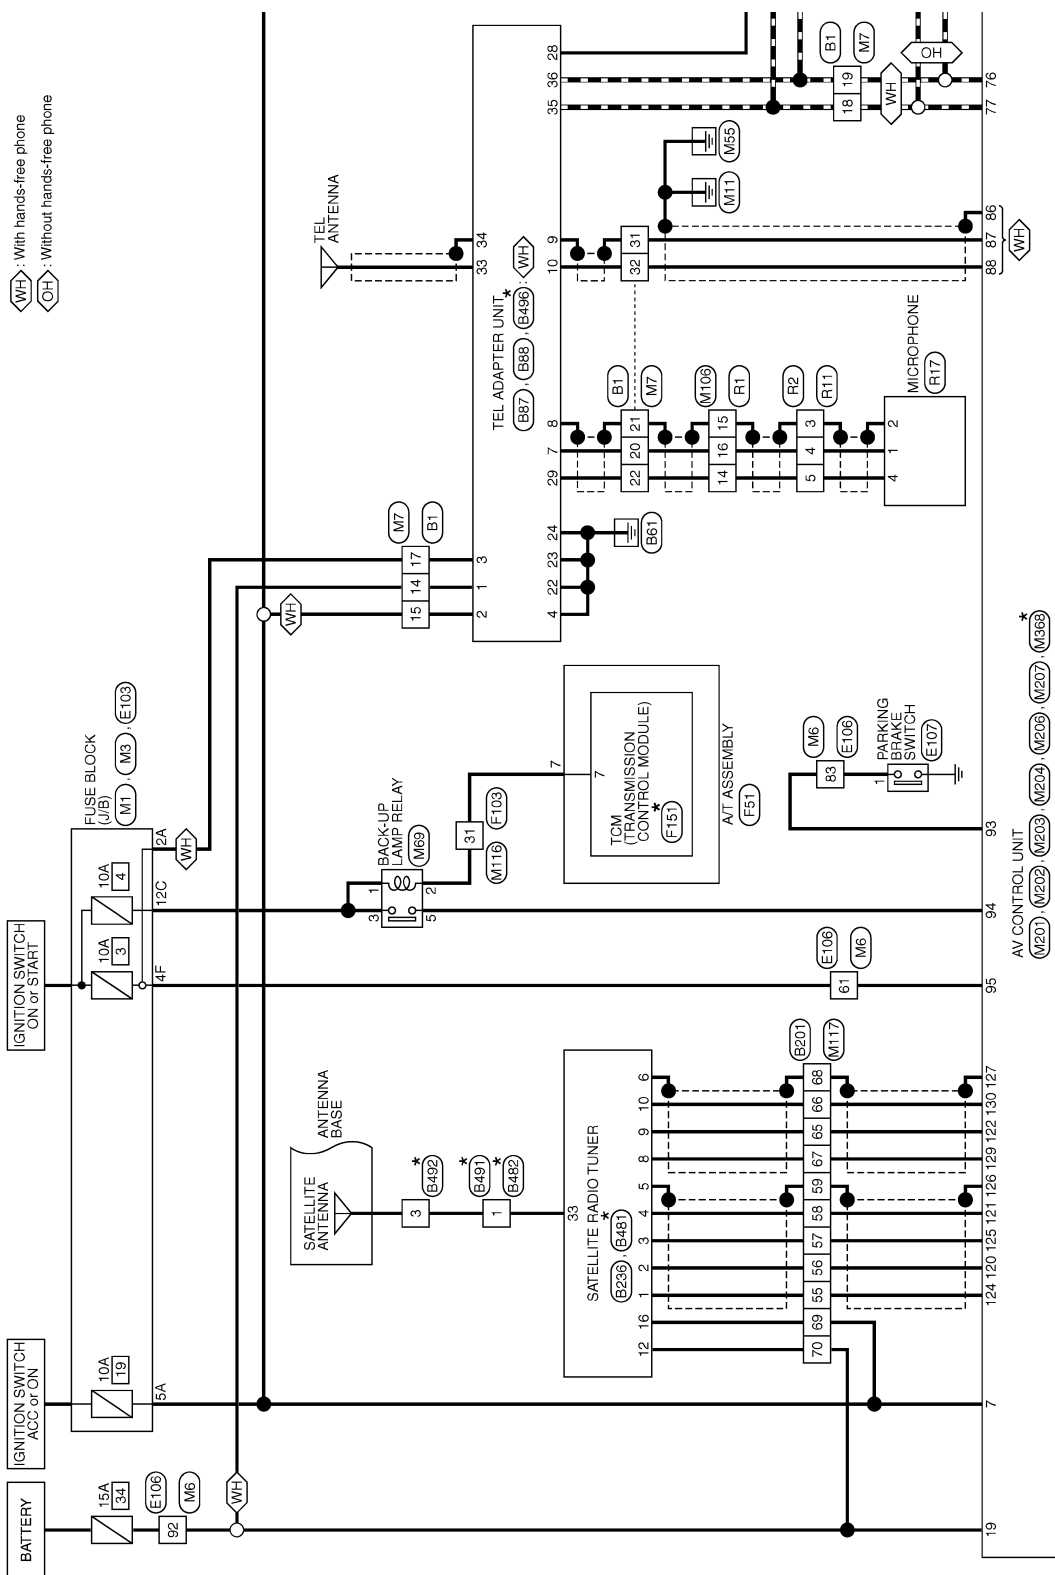 WH : With hands-free phone
OH : Without hands-free phone
BATTERY
15A
34
E106
92
M6
WH
IGNITION SWITCH
ACC or ON
10A
19
5A
IGNITION SWITCH
ON or START
10A
3
4F
10A
4
12C
2A
WH
FUSE BLOCK
(J/B)
M1 , M3 , E103
BACK-UP
LAMP RELAY
M69
1
3
2
5
M116
31
F103
7
7
TCM
(TRANSMISSION
CONTROL MODULE)
*
F151
A/T ASSEMBLY
F51
WH
M7
B1
15 14 17
2 1 3
TEL
ANTENNA
33 34
TEL ADAPTER UNIT
B87 , B88 , B496 * : WH
4 22 23 24 29 7 8 10 9 35 36 28
B61
B1
M7
22 20 21
32 31
M106
R1
14 16 15
R2
R11
5 4 3
4 1 2
MICROPHONE
R17
M11
M55
B1
M7
18 19
WH
OH
SATELLITE
ANTENNA
ANTENNA
BASE
3
*
B492
1
*
B491
*
B482
33
SATELLITE RADIO TUNER
B236 , B481 *
12 16 1 2 3 4 5 8 9 10 6
B201
M117
70 69 55 56 57 58 59 67 65 66 68
E106
M6
61
M6
E106
83
1
PARKING
BRAKE
SWITCH
E107
19 7 124 120 125 121 126 129 122 130 127 95 94 93 88 87 86 77 76
WH
AV CONTROL UNIT
M201 , M202 , M203 , M204 , M206 , M207 , M368 *